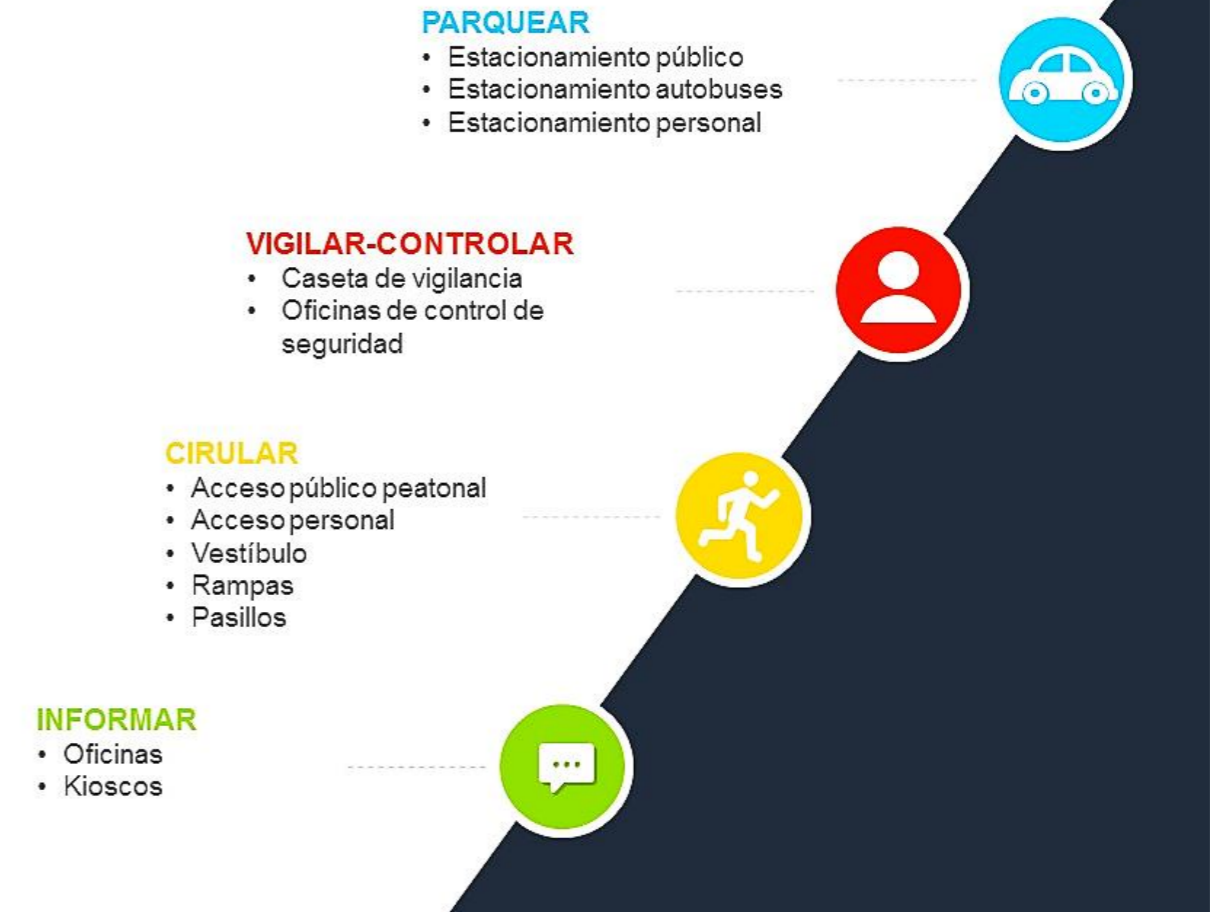 PARQUEAR
• Estacionamiento público
• Estacionamiento autobuses
• Estacionamiento personal
VIGILAR-CONTROLAR
• Caseta de vigilancia
• Oficinas de control de
seguridad
CIRULAR
• Acceso público peatonal
• Acceso personal
• Vestíbulo
• Rampas
• Pasillos
INFORMAR
• Oficinas
• Kioscos